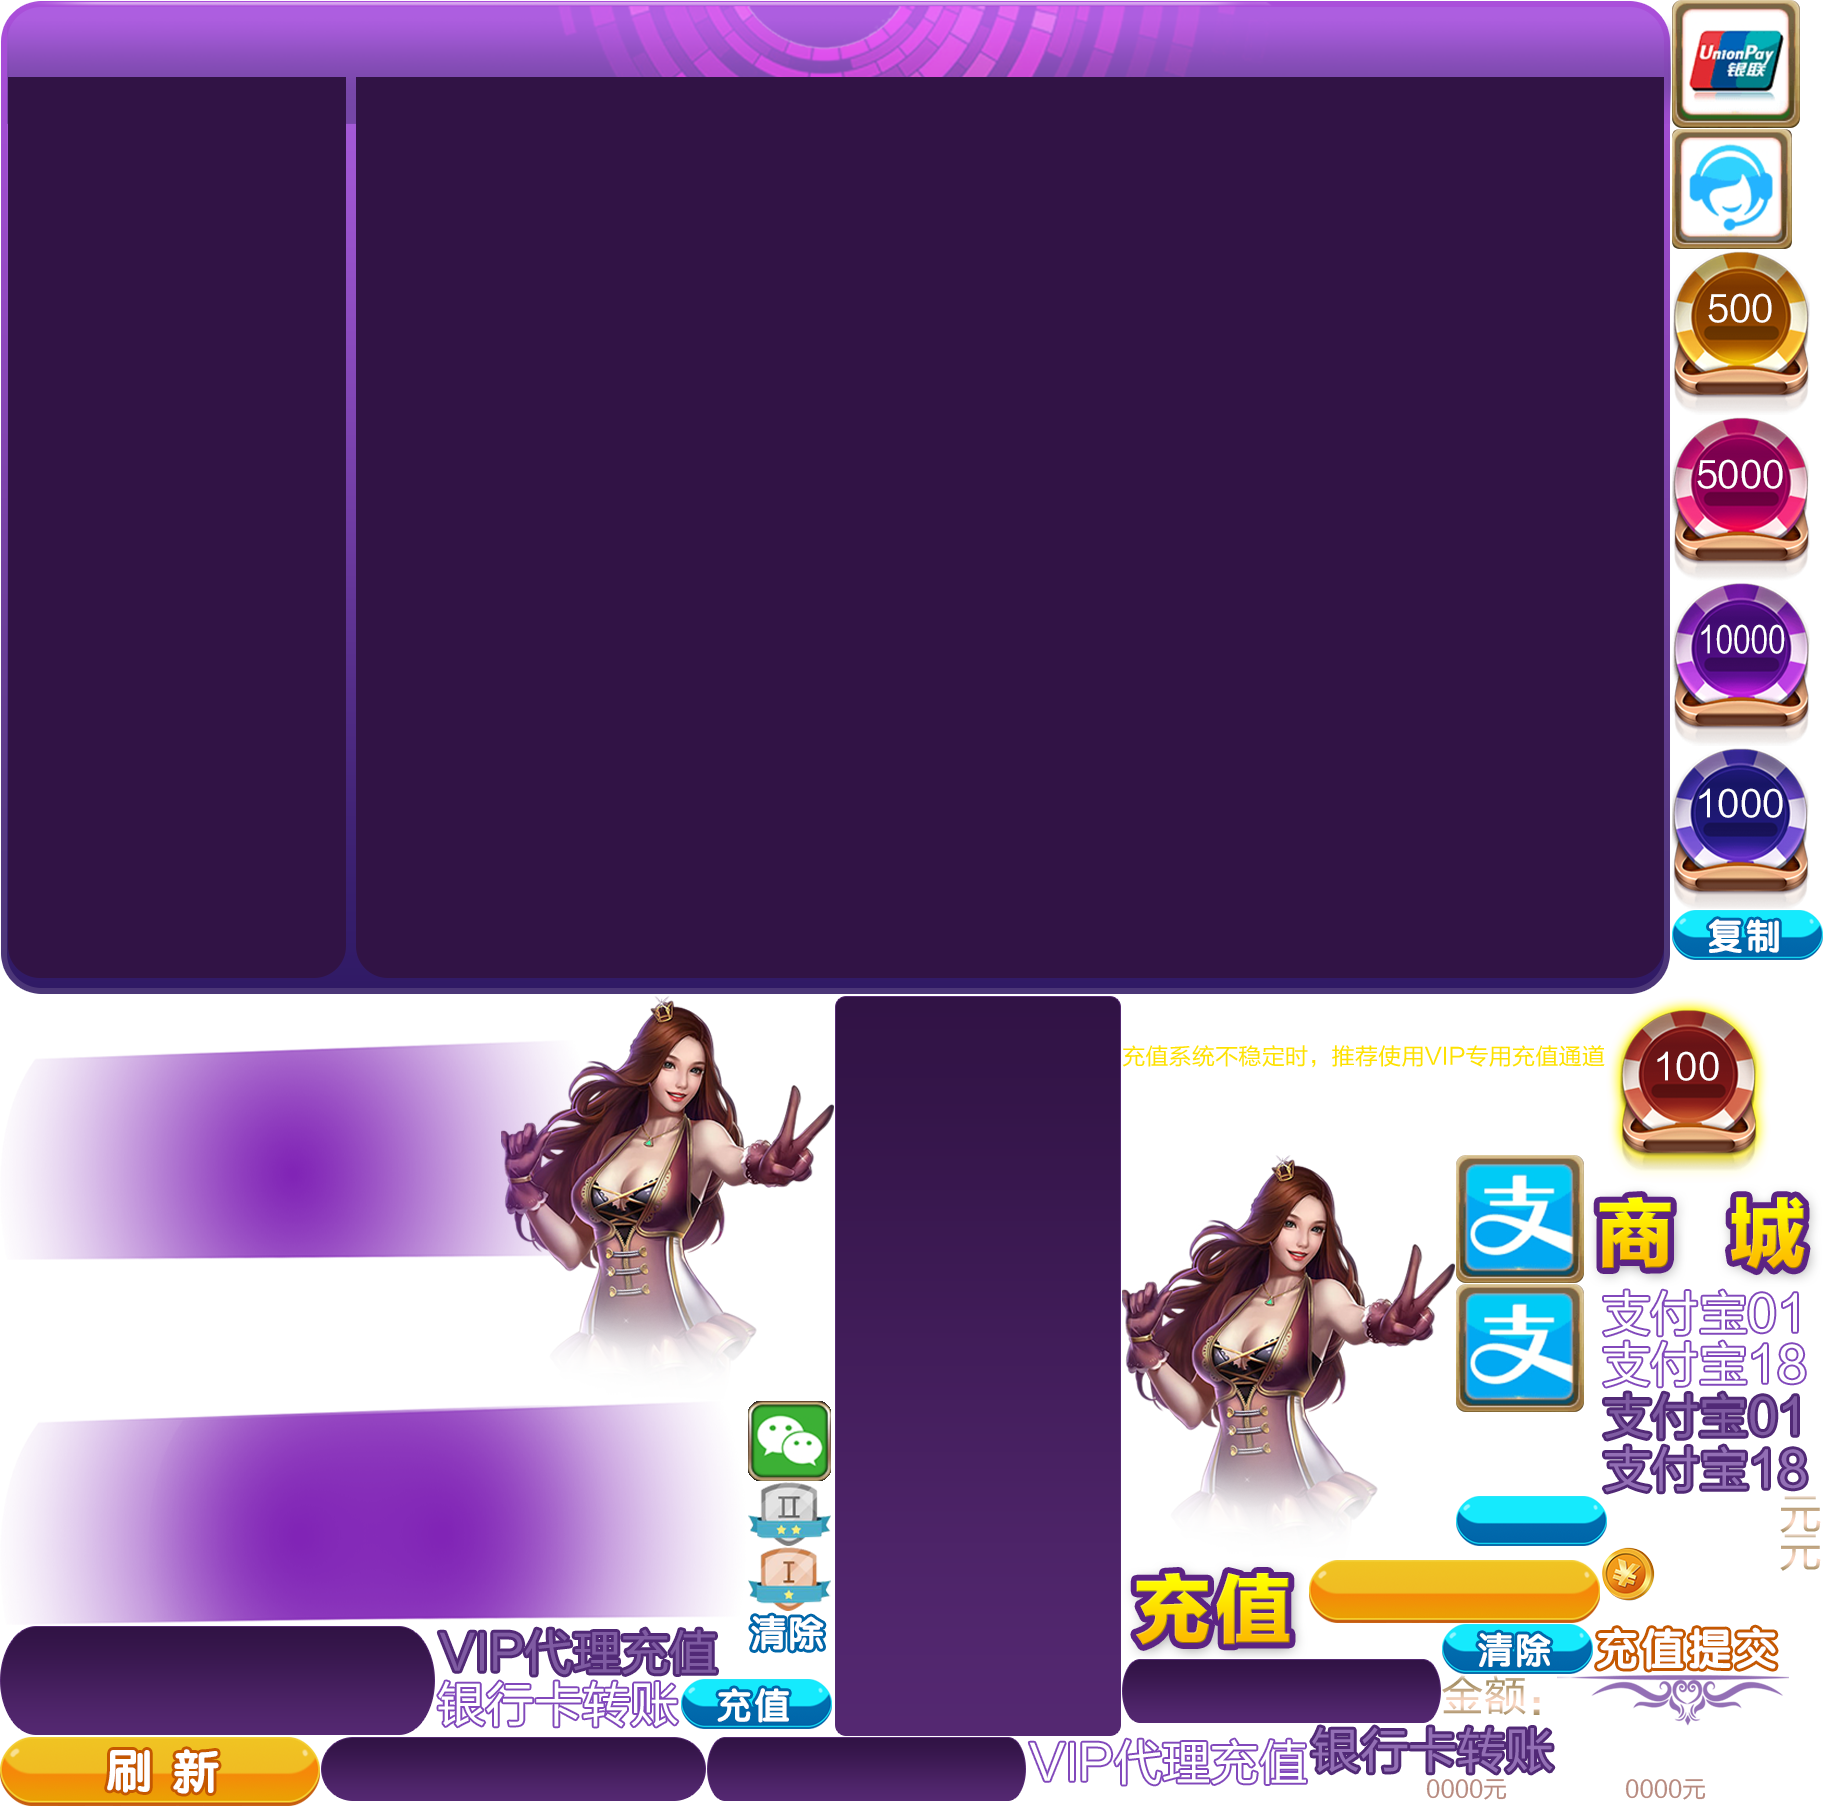 UnionPay
银联
500
5000
10000
1000
复制
充值系统不稳定时，推荐使用VIP专用充值通道
100
商 城
支付宝01
支付宝18
支付宝01
支付宝18
支
支
元
元
II
I
清除
充值
¥
VIP代理充值
银行卡转账
充值
清除
充值提交
金额：
刷 新
VIP代理充值
银行卡转账
0000元
0000元